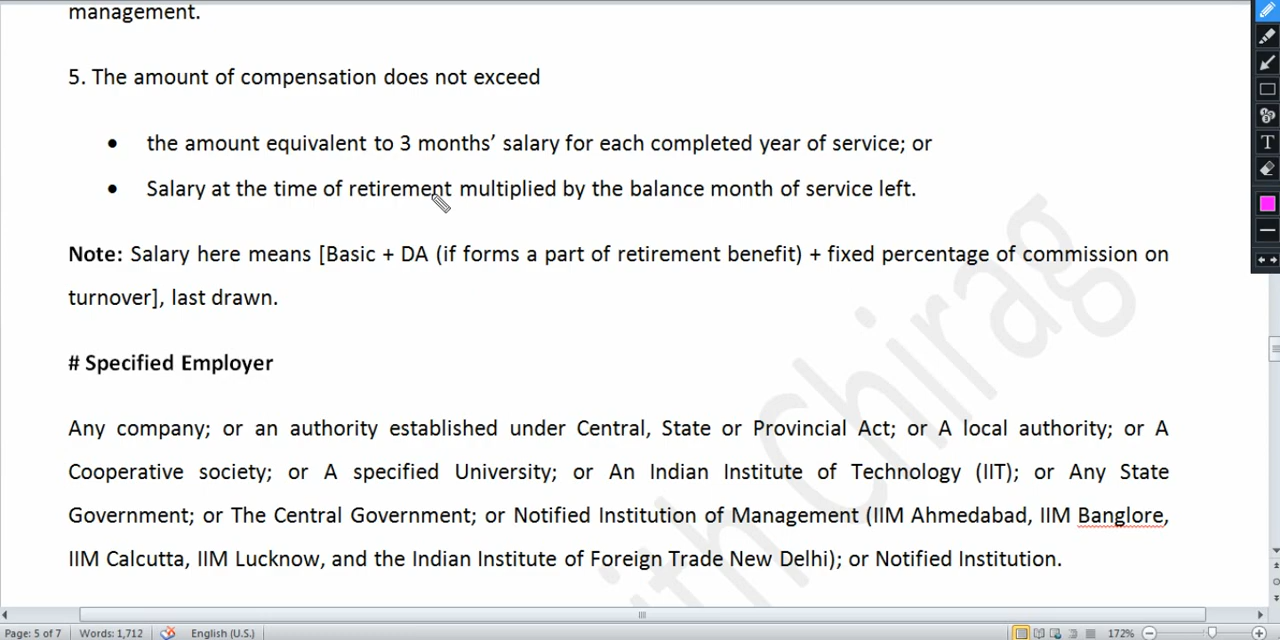 management.
5. The amount of compensation does not exceed
• the amount equivalent to 3 months’ salary for each completed year of service; or
• Salary at the time of retirement multiplied by the balance month of service left.
Note: Salary here means [Basic + DA (if forms a part of retirement benefit) + fixed percentage of commission on
turnover], last drawn.
# Specified Employer
Any company; or an authority established under Central, State or Provincial Act; or A local authority; or A
Cooperative society; or A specified University; or An Indian Institute of Technology (IIT); or Any State
Government; or The Central Government; or Notified Institution of Management (IIM Ahmedabad, IIM Banglore,
IIM Calcutta, IIM Lucknow, and the Indian Institute of Foreign Trade New Delhi); or Notified Institution.
with Chirag
T
Page: 5 of 7 Words: 1,712 English (U.S.) 172%